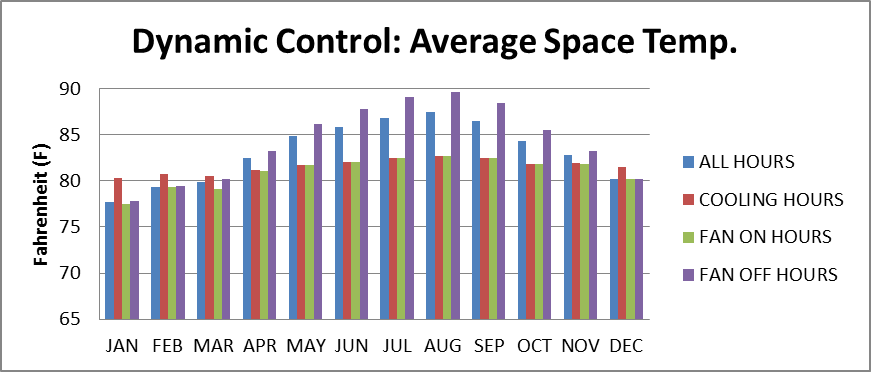 Dynamic Control: Average Space Temp.
Fahrenheit (F)
90
85
80
75
70
65
JAN FEB MAR APR MAY JUN JUL AUG SEP OCT NOV DEC
ALL HOURS
COOLING HOURS
FAN ON HOURS
FAN OFF HOURS